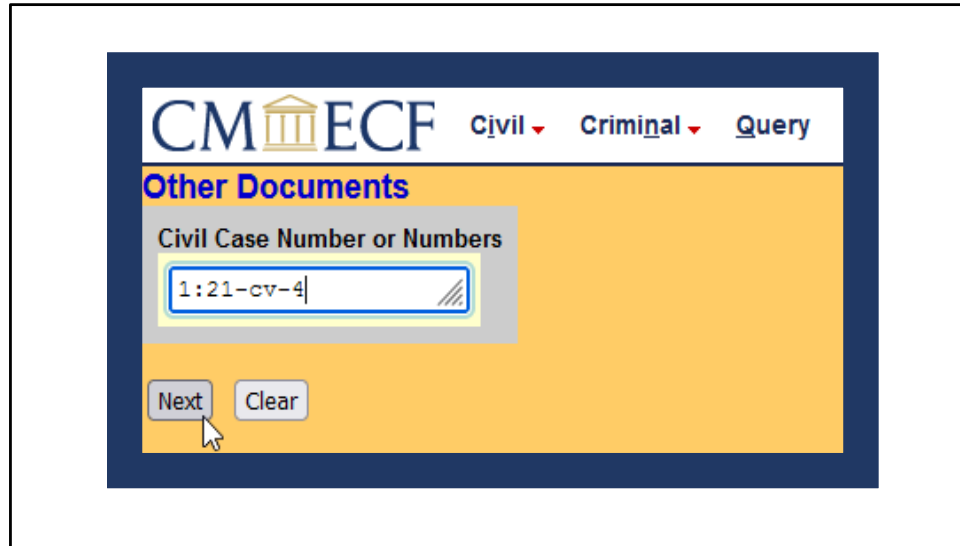 CM ECF Civil Criminal Query
Other Documents
Civil Case Number or Numbers
1:21-cv-4
Next Clear